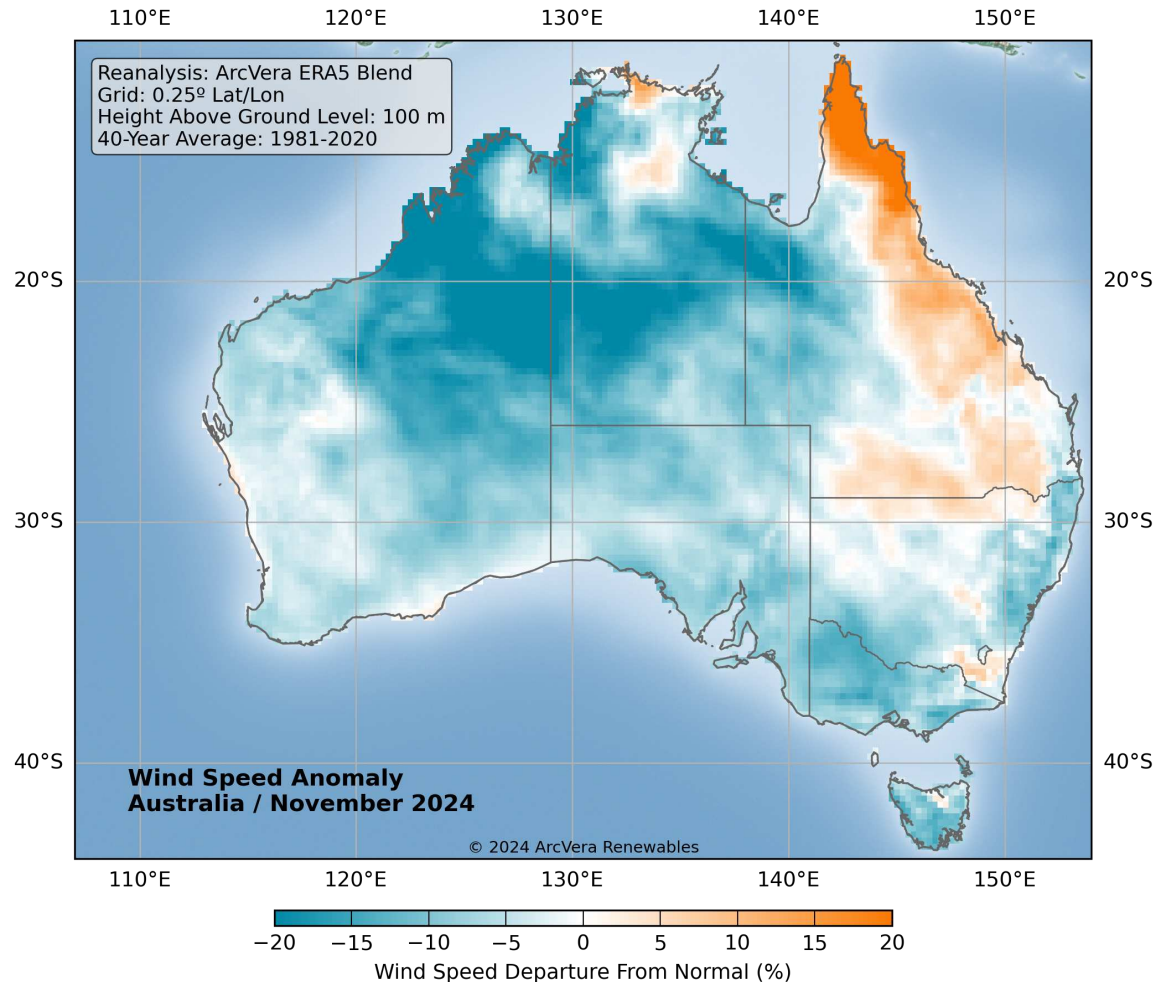 110°E 120°E 130°E 140°E 150°E
Reanalysis: ArcVera ERA5 Blend
Grid: 0.25º Lat/Lon
Height Above Ground Level: 100 m
40-Year Average: 1981-2020
20°S 20°S
30°S 30°S
40°S 40°S
Wind Speed Anomaly
Australia / November 2024
© 2024 ArcVera Renewables
110°E 120°E 130°E 140°E 150°E
−20 −15 −10 −5 0 5 10 15 20
Wind Speed Departure From Normal (%)